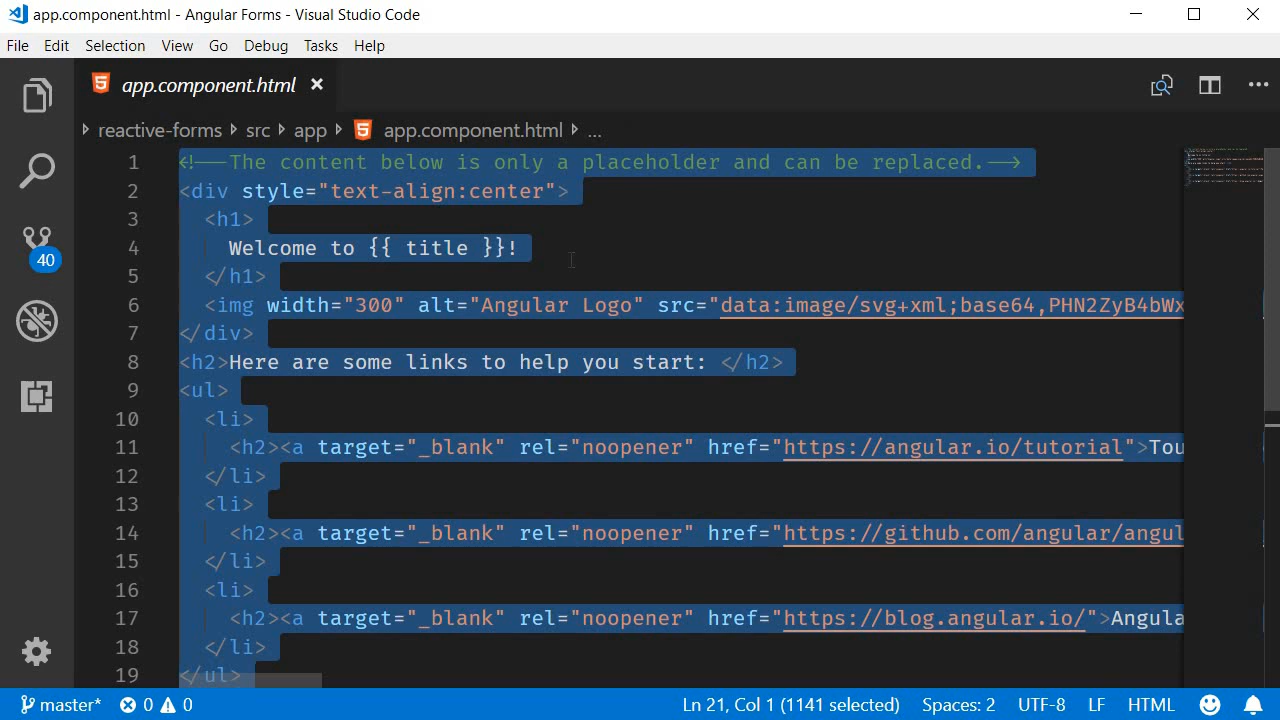 app.component.html - Angular Forms - Visual Studio Code
File Edit Selection View Go Debug Tasks Help
app.component.html
reactive-forms src app app.component.html ...
1 <!--The content below is only a placeholder and can be replaced.-->
2 <div style="text-align:center">
3 <h1>
4 Welcome to {{ title }}!
5 </h1>
6 <img width="300" alt="Angular Logo" src="data:image/svg+xml;base64,PHN2ZyB4bWx
7 </div>
8 <h2>Here are some links to help you start: </h2>
9 <ul>
10 <li>
11 <h2><a target="_blank" rel="noopener" href="https://angular.io/tutorial">Tou
12 </li>
13 <li>
40
14 <h2><a target="_blank" rel="noopener" href="https://github.com/angular/angul
15 </li>
16 <li>
17 <h2><a target="_blank" rel="noopener" href="https://blog.angular.io/">Angula
18 </li>
19 </ul>
master* 0 0 Ln 21, Col 1 (1141 selected) Spaces: 2 UTF-8 LF HTML